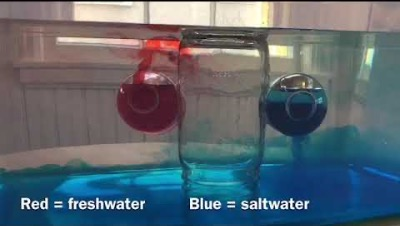 Red = freshwater Blue = saltwater